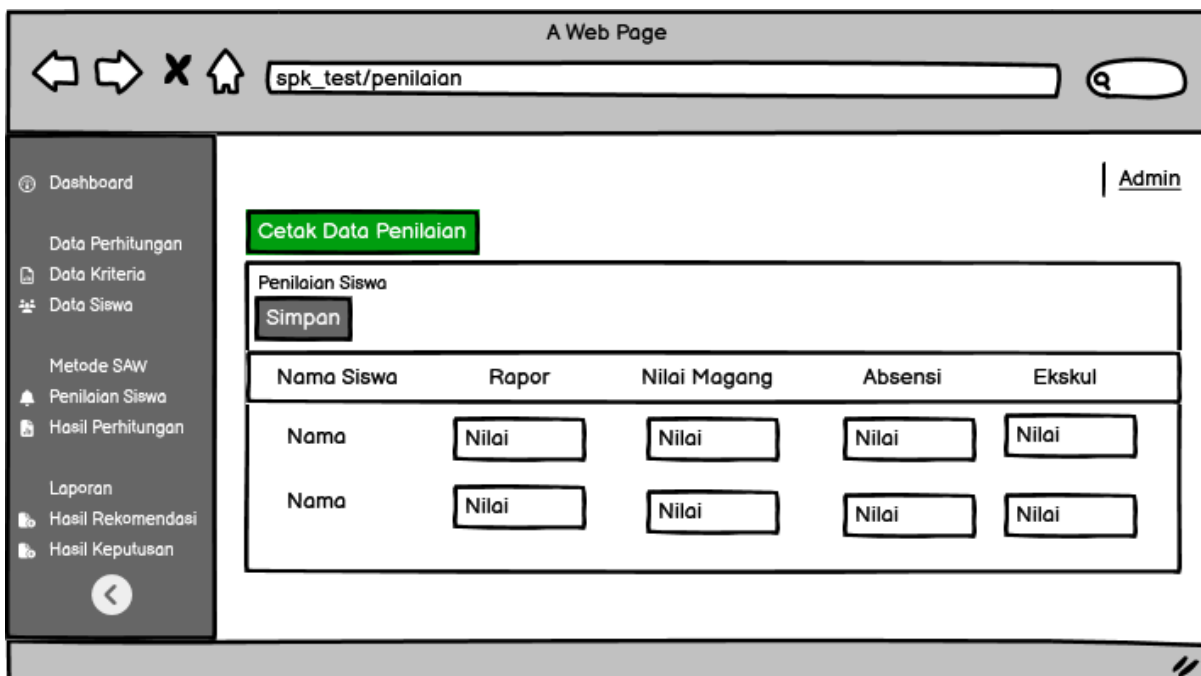 A Web Page
spk_test/penilaian
Dashboard
Data Perhitungan
Data Kriteria
Data Siswa
Metode SAW
Penilaian Siswa
Hasil Perhitungan
Laporan
Hasil Rekomendasi
Hasil Keputusan
Admin
Cetak Data Penilaian
Penilaian Siswa
Simpan
Nama Siswa Rapor Nilai Magang Absensi Ekskul
Nama Nilai Nilai Nilai Nilai
Nama Nilai Nilai Nilai Nilai